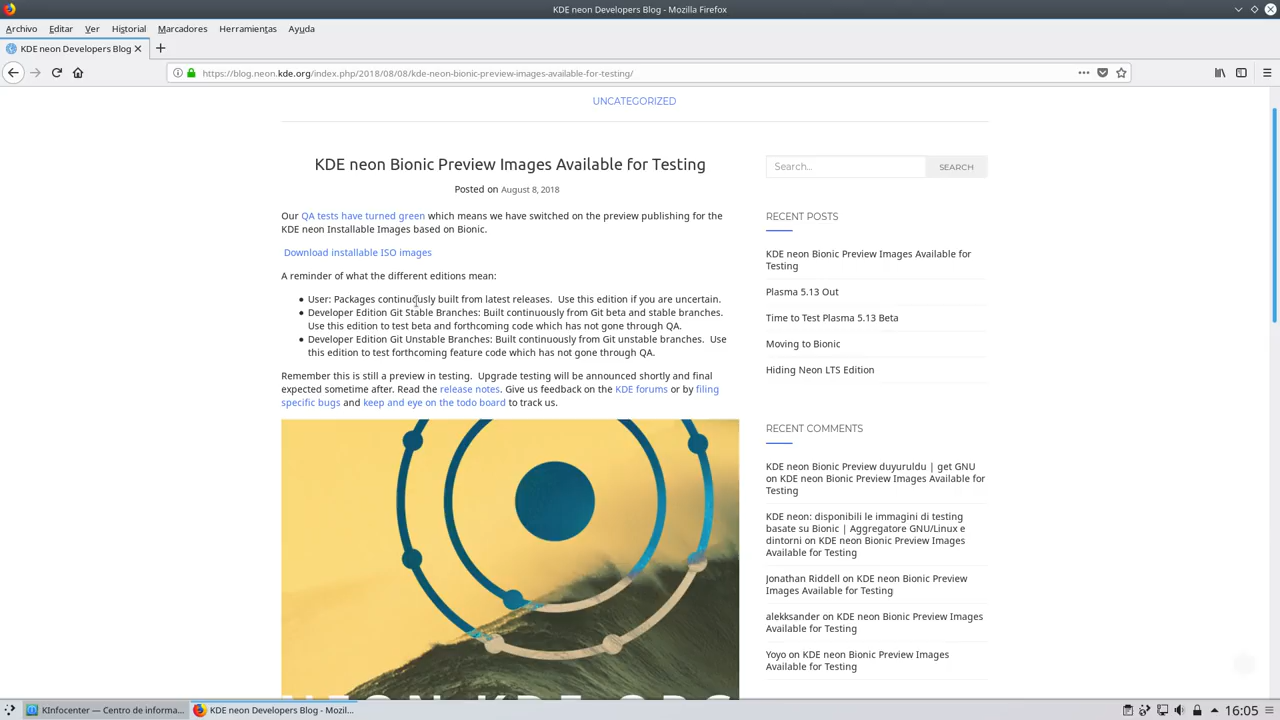 KDE neon Developers Blog - Mozilla Firefox
Archivo Editar Ver Historial Marcadores Herramientas Ayuda
KDE neon Developers Blog
https://blog.neon.kde.org/index.php/2018/08/08/kde-neon-bionic-preview-images-available-for-testing/
UNCATEGORIZED
KDE neon Bionic Preview Images Available for Testing
Posted on August 8, 2018
Our QA tests have turned green which means we have switched on the preview publishing for the
KDE neon Installable Images based on Bionic.
Download installable ISO images
A reminder of what the different editions mean:
User: Packages continuously built from latest releases.  Use this edition if you are uncertain.
Developer Edition Git Stable Branches: Built continuously from Git beta and stable branches.
Use this edition to test beta and forthcoming code which has not gone through QA.
Developer Edition Git Unstable Branches: Built continuously from Git unstable branches.  Use
this edition to test forthcoming feature code which has not gone through QA.
Remember this is still a preview in testing.  Upgrade testing will be announced shortly and final
expected sometime after. Read the release notes. Give us feedback on the KDE forums or by filing
specific bugs and keep and eye on the todo board to track us.
NEON KDE ORG
Search...
SEARCH
RECENT POSTS
KDE neon Bionic Preview Images Available for
Testing
Plasma 5.13 Out
Time to Test Plasma 5.13 Beta
Moving to Bionic
Hiding Neon LTS Edition
RECENT COMMENTS
KDE neon Bionic Preview duyuruldu | get GNU
on KDE neon Bionic Preview Images Available for
Testing
KDE neon: disponibili le immagini di testing
basate su Bionic | Aggregatore GNU/Linux e
dintorni on KDE neon Bionic Preview Images
Available for Testing
Jonathan Riddell on KDE neon Bionic Preview
Images Available for Testing
alekksander on KDE neon Bionic Preview Images
Available for Testing
Yoyo on KDE neon Bionic Preview Images
Available for Testing
KInfocenter — Centro de informa...
KDE neon Developers Blog - Mozil...
16:05